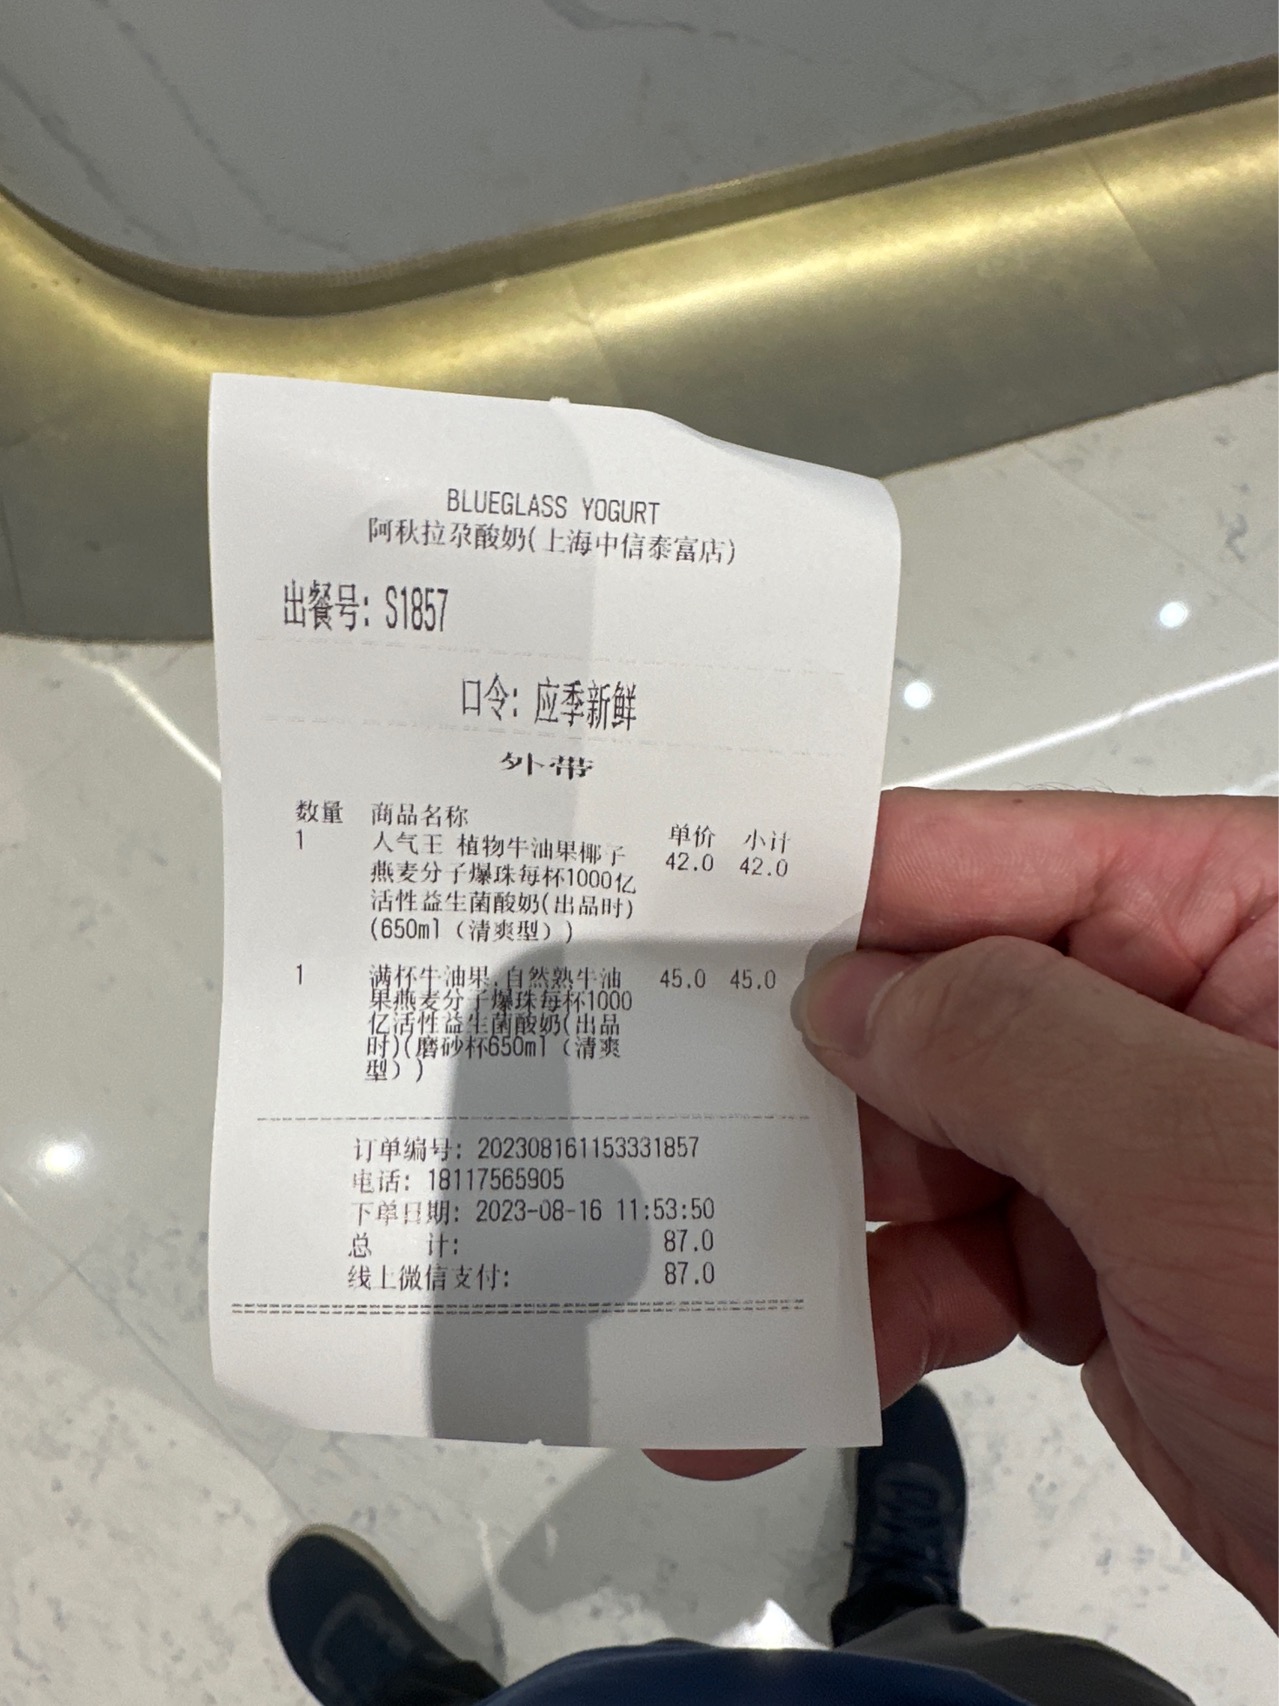 BLUEGLASS YOGURT
阿秋拉尕酸奶(上海中信泰富店)
出餐号: S1857
口令: 应季新鲜
外带
数量 商品名称 单价 小计
1 人气王 植物牛油果椰子 42.0 42.0
燕麦分子爆珠每杯1000亿
活性益生菌酸奶(出品时)
(650ml（清爽型）)
1 满杯牛油果.自然熟牛油 45.0 45.0
果燕麦分子爆珠每杯1000
亿活性益生菌酸奶(出品
时)(磨砂杯650ml（清爽
型）)
订单编号: 202308161153331857
电话: 18117565905
下单日期: 2023-08-16 11:53:50
总 计: 87.0
线上微信支付: 87.0